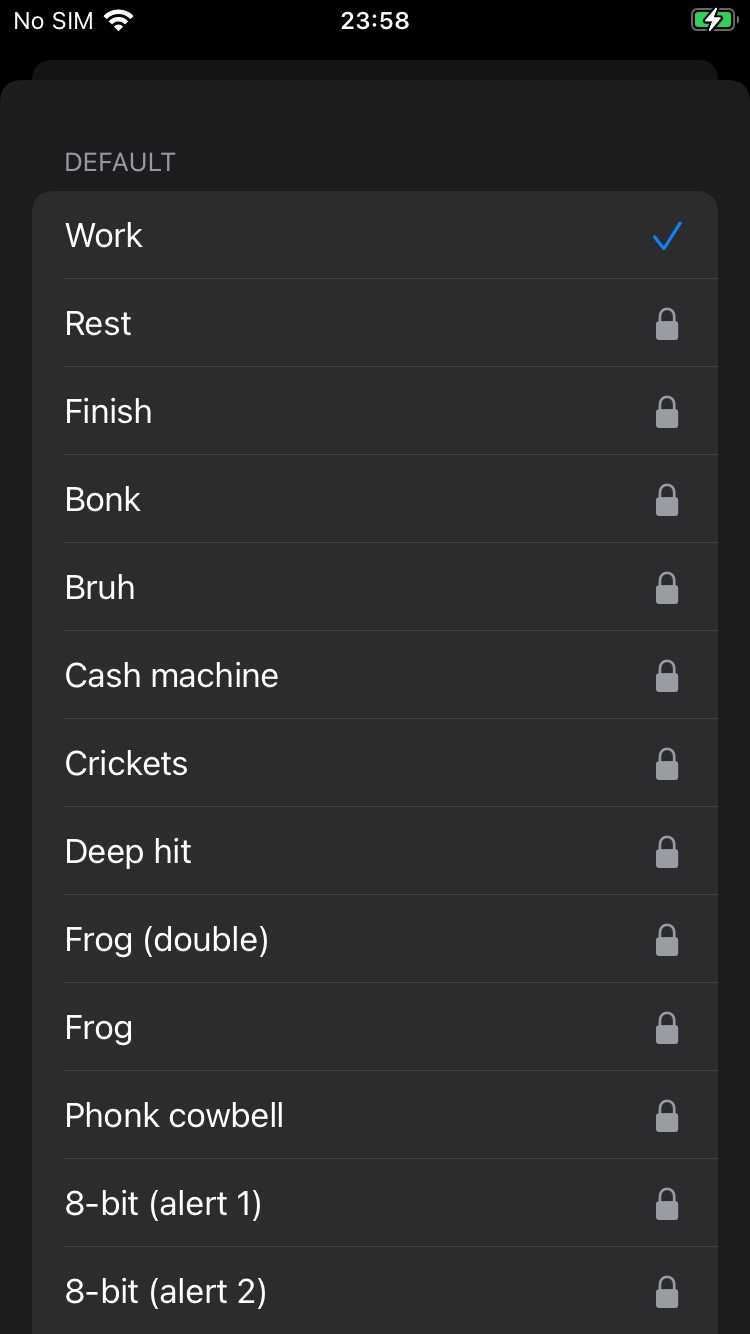 No SIM 23:58
DEFAULT
Work
Rest
Finish
Bonk
Bruh
Cash machine
Crickets
Deep hit
Frog (double)
Frog
Phonk cowbell
8-bit (alert 1)
8-bit (alert 2)